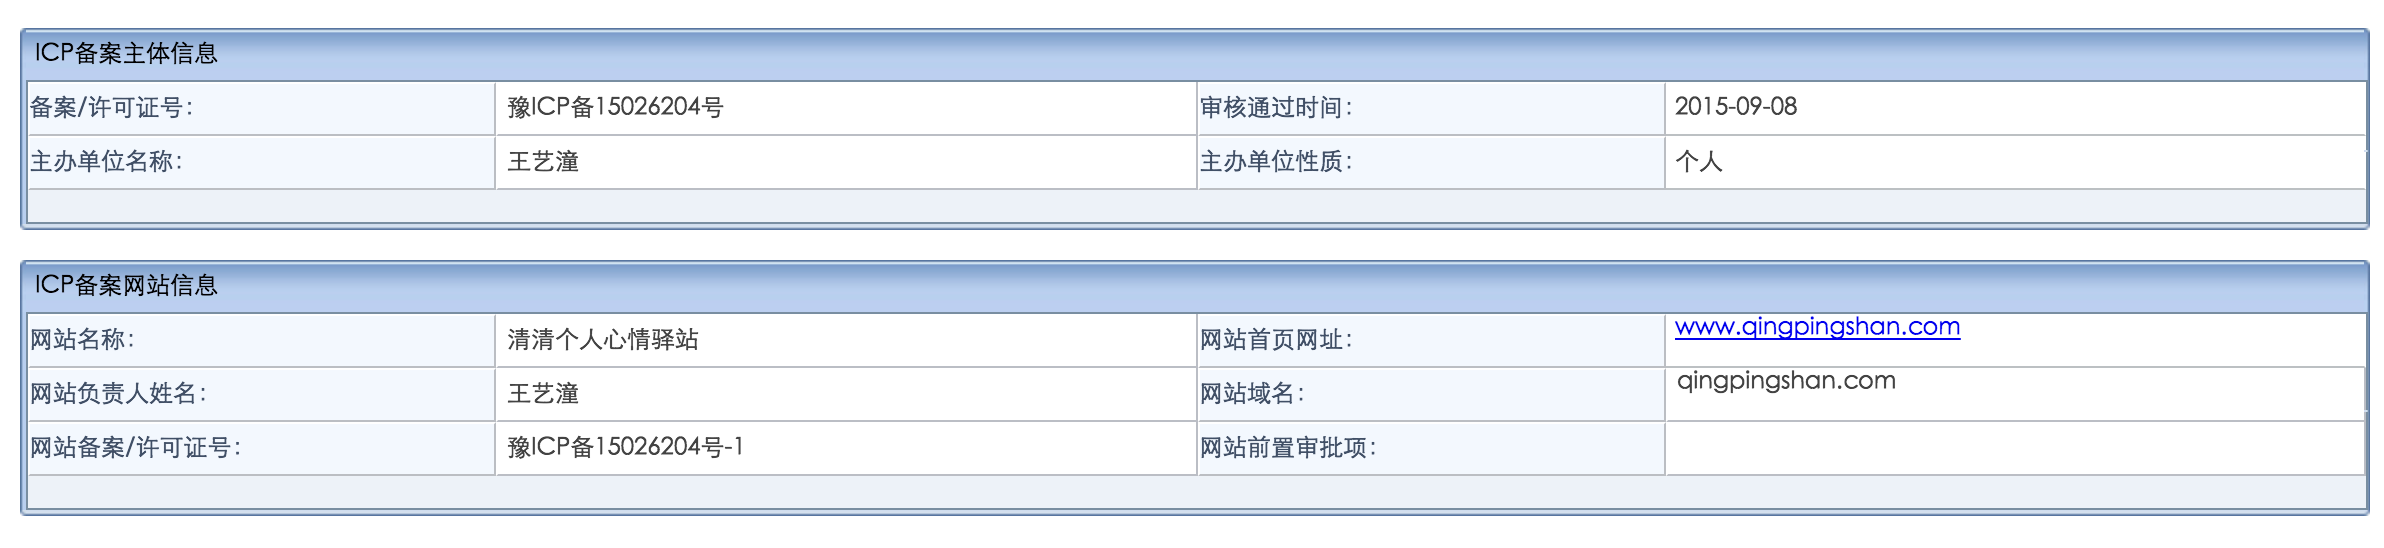 ICP备案主体信息
备案/许可证号： 豫ICP备15026204号 审核通过时间： 2015-09-08
主办单位名称： 王艺潼 主办单位性质： 个人
ICP备案网站信息
网站名称： 清清个人心情驿站 网站首页网址： www.qingpingshan.com
网站负责人姓名： 王艺潼 网站域名： qingpingshan.com
网站备案/许可证号： 豫ICP备15026204号-1 网站前置审批项：